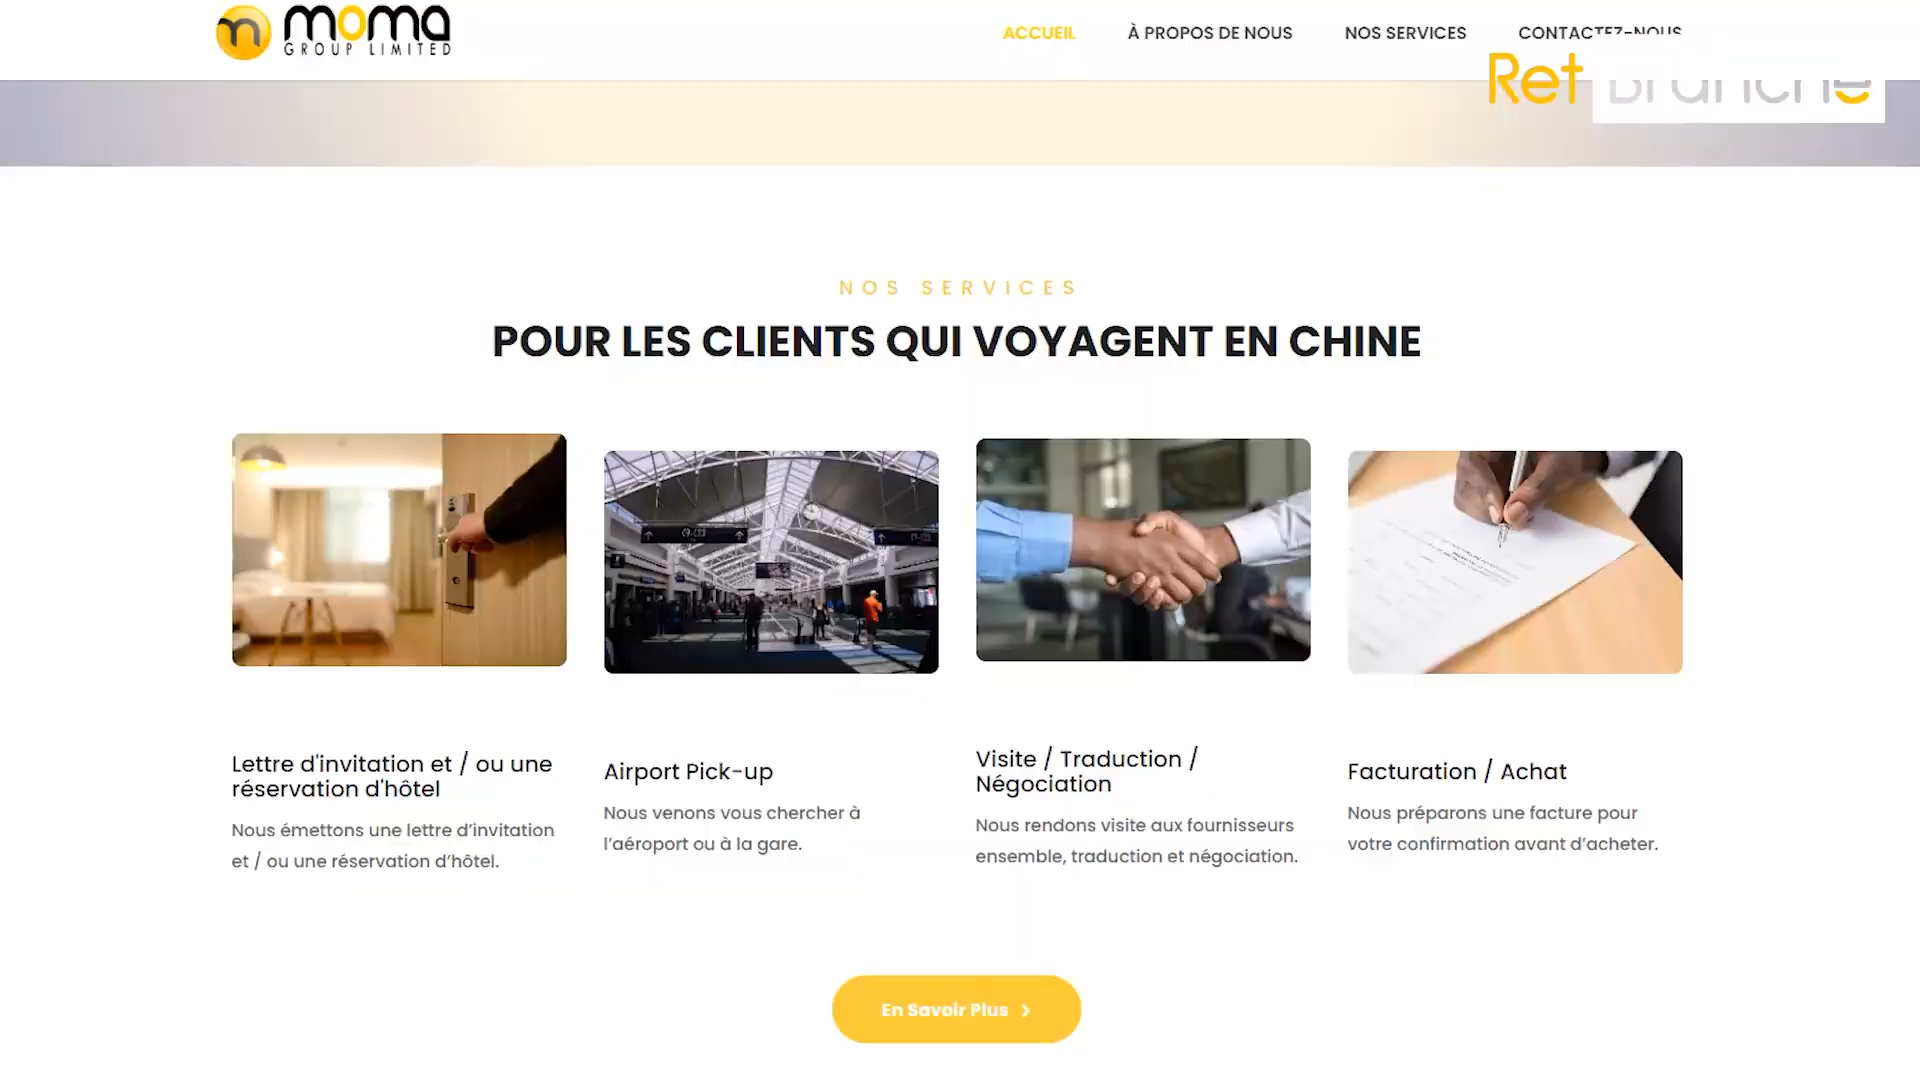 moma
GROUP LIMITED
ACCUEIL
À PROPOS DE NOUS
NOS SERVICES
CONTACTEZ-NOUS
Ret Branche
NOS SERVICES
POUR LES CLIENTS QUI VOYAGENT EN CHINE
Lettre d'invitation et / ou une
réservation d'hôtel
Nous émettons une lettre d’invitation
et / ou une réservation d’hôtel.
Airport Pick-up
Nous venons vous chercher à
l’aéroport ou à la gare.
Visite / Traduction /
Négociation
Nous rendons visite aux fournisseurs
ensemble, traduction et négociation.
Facturation / Achat
Nous préparons une facture pour
votre confirmation avant d’acheter.
En Savoir Plus